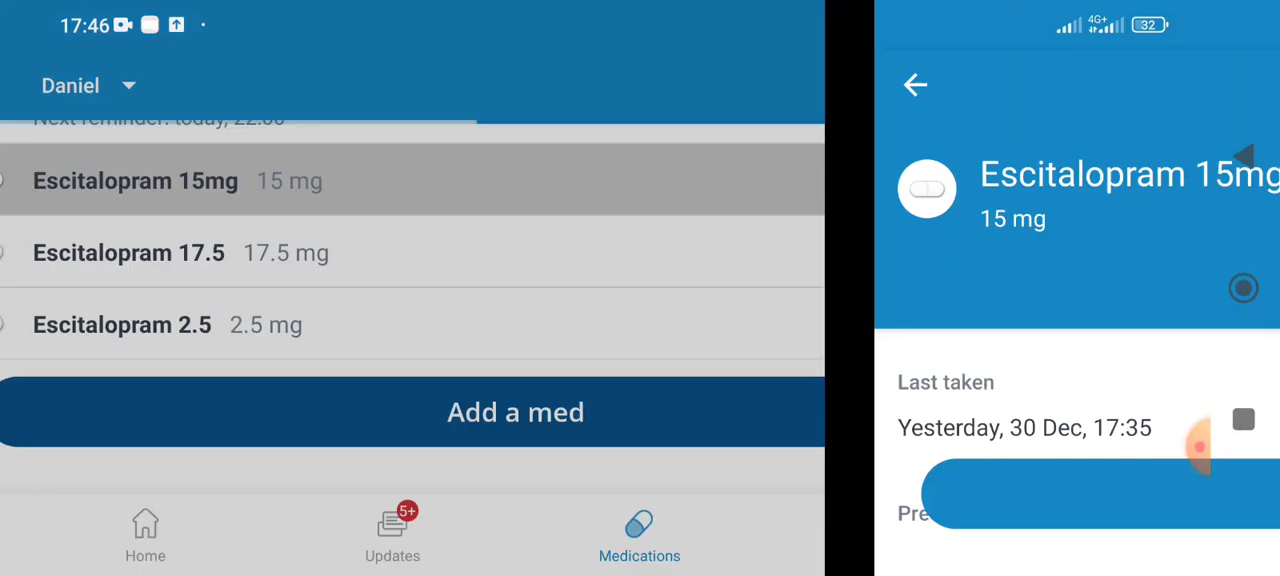 17:46
Daniel
Next reminder: today, 22:00
Escitalopram 15mg 15 mg
Escitalopram 17.5 17.5 mg
Escitalopram 2.5 2.5 mg
Add a med
5+
Home
Updates
Medications
4G+
32
Escitalopram 15mg
15 mg
Last taken
Yesterday, 30 Dec, 17:35
Pre